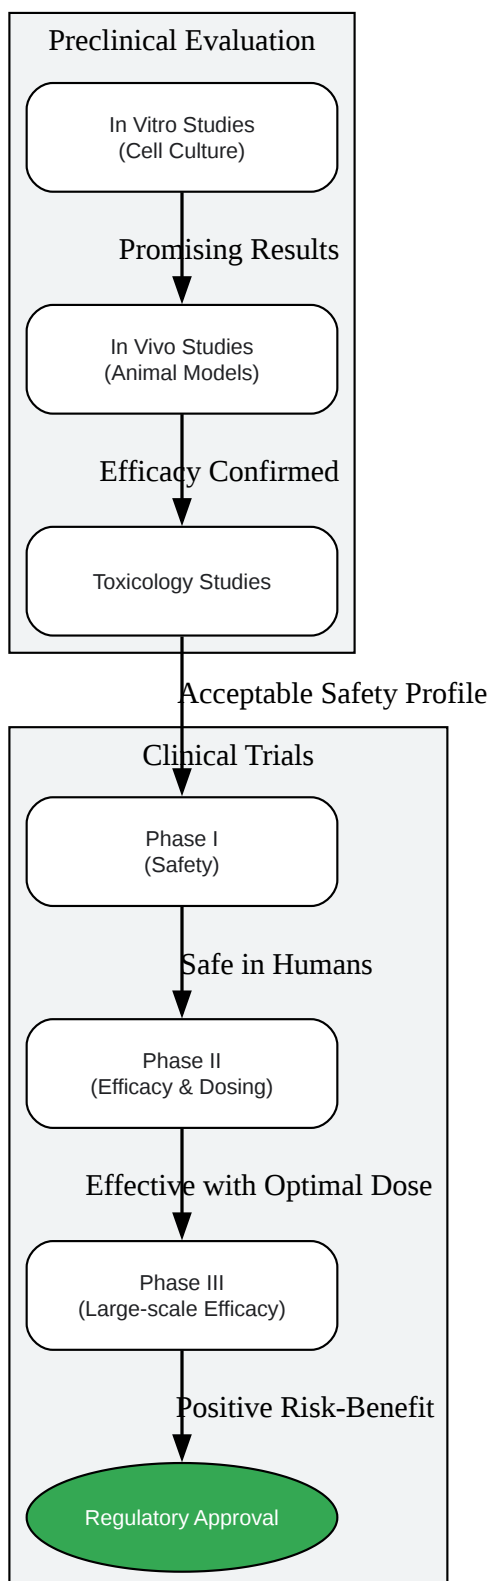 Preclinical Evaluation
In Vitro Studies
(Cell Culture)
Promising Results
In Vivo Studies
(Animal Models)
Efficacy Confirmed
Toxicology Studies
Acceptable Safety Profile
Clinical Trials
Phase I
(Safety)
Safe in Humans
Phase II
(Efficacy & Dosing)
Effective with Optimal Dose
Phase III
(Large-scale Efficacy)
Positive Risk-Benefit
Regulatory Approval